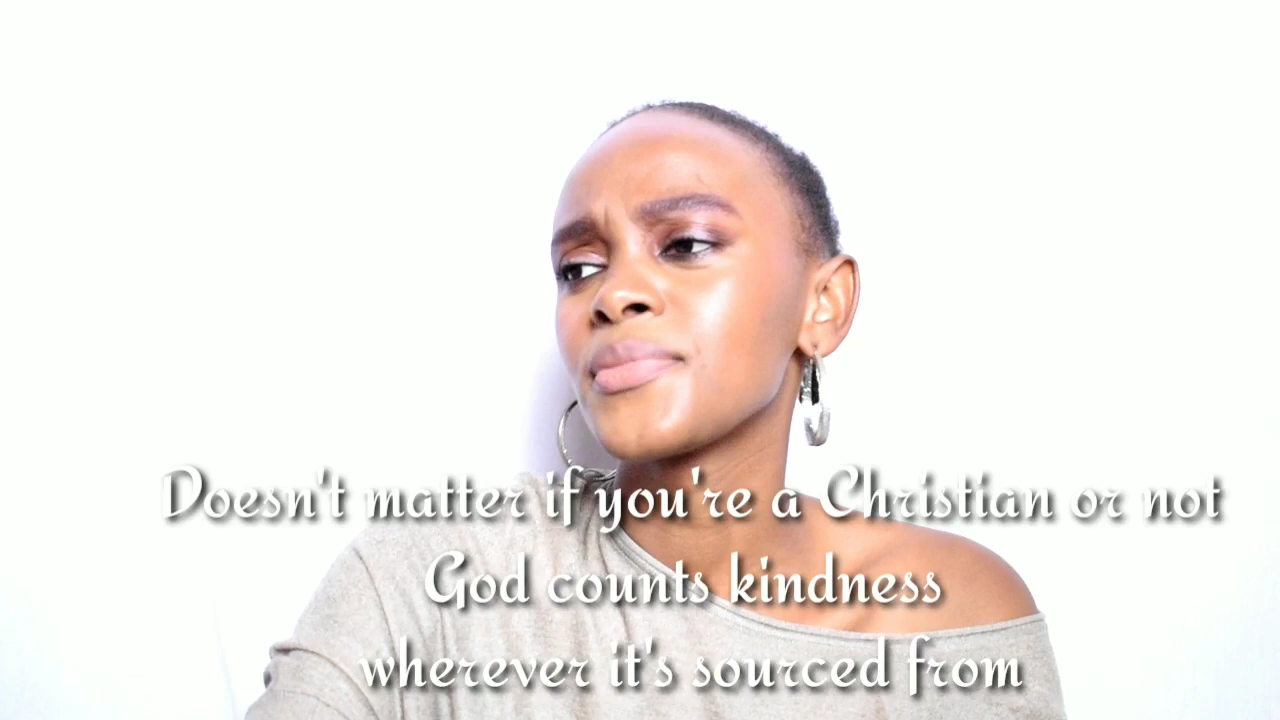 Doesn't matter if you're a Christian or not
God counts kindness
wherever it's sourced from